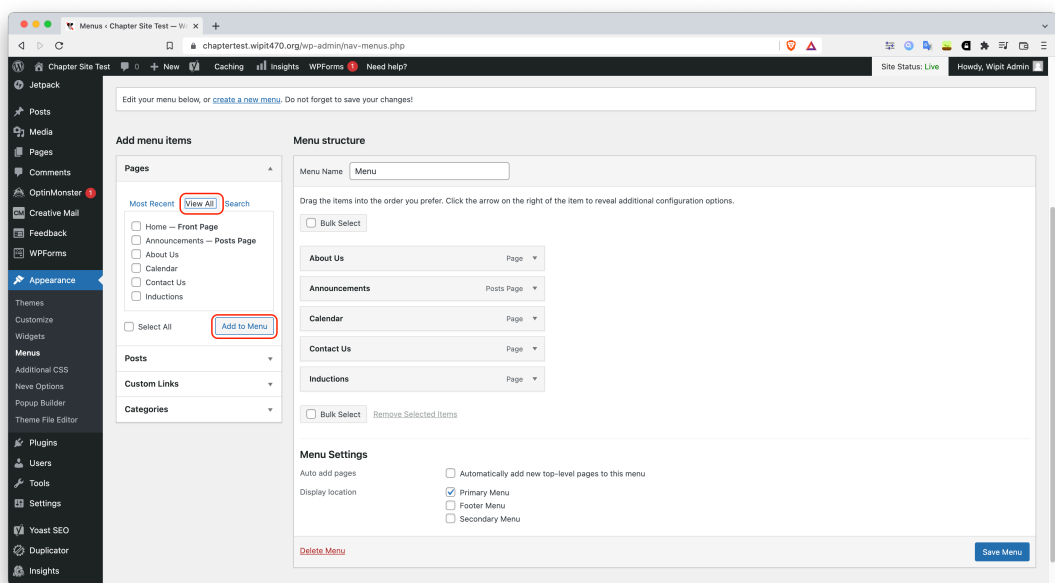 Menus ‹ Chapter Site Test — W
chaptertest.wipit470.org/wp-admin/nav-menus.php
Chapter Site Test 0 + New Caching Insights WPForms 1 Need help? Site Status: Live Howdy, Wipit Admin
Jetpack
Posts
Media
Pages
Comments
OptinMonster 1
CM Creative Mail
Feedback
WPForms
Appearance
Themes
Customize
Widgets
Menus
Additional CSS
Neve Options
Popup Builder
Theme File Editor
Plugins
Users
Tools
Settings
Yoast SEO
Duplicator
Insights
Edit your menu below, or create a new menu. Do not forget to save your changes!
Add menu items
Pages
Most Recent View All Search
Home — Front Page
Announcements — Posts Page
About Us
Calendar
Contact Us
Inductions
Select All Add to Menu
Posts
Custom Links
Categories
Menu structure
Menu Name Menu
Drag the items into the order you prefer. Click the arrow on the right of the item to reveal additional configuration options.
Bulk Select
About Us Page
Announcements Posts Page
Calendar Page
Contact Us Page
Inductions Page
Bulk Select Remove Selected Items
Menu Settings
Auto add pages Automatically add new top-level pages to this menu
Display location Primary Menu
Footer Menu
Secondary Menu
Delete Menu Save Menu